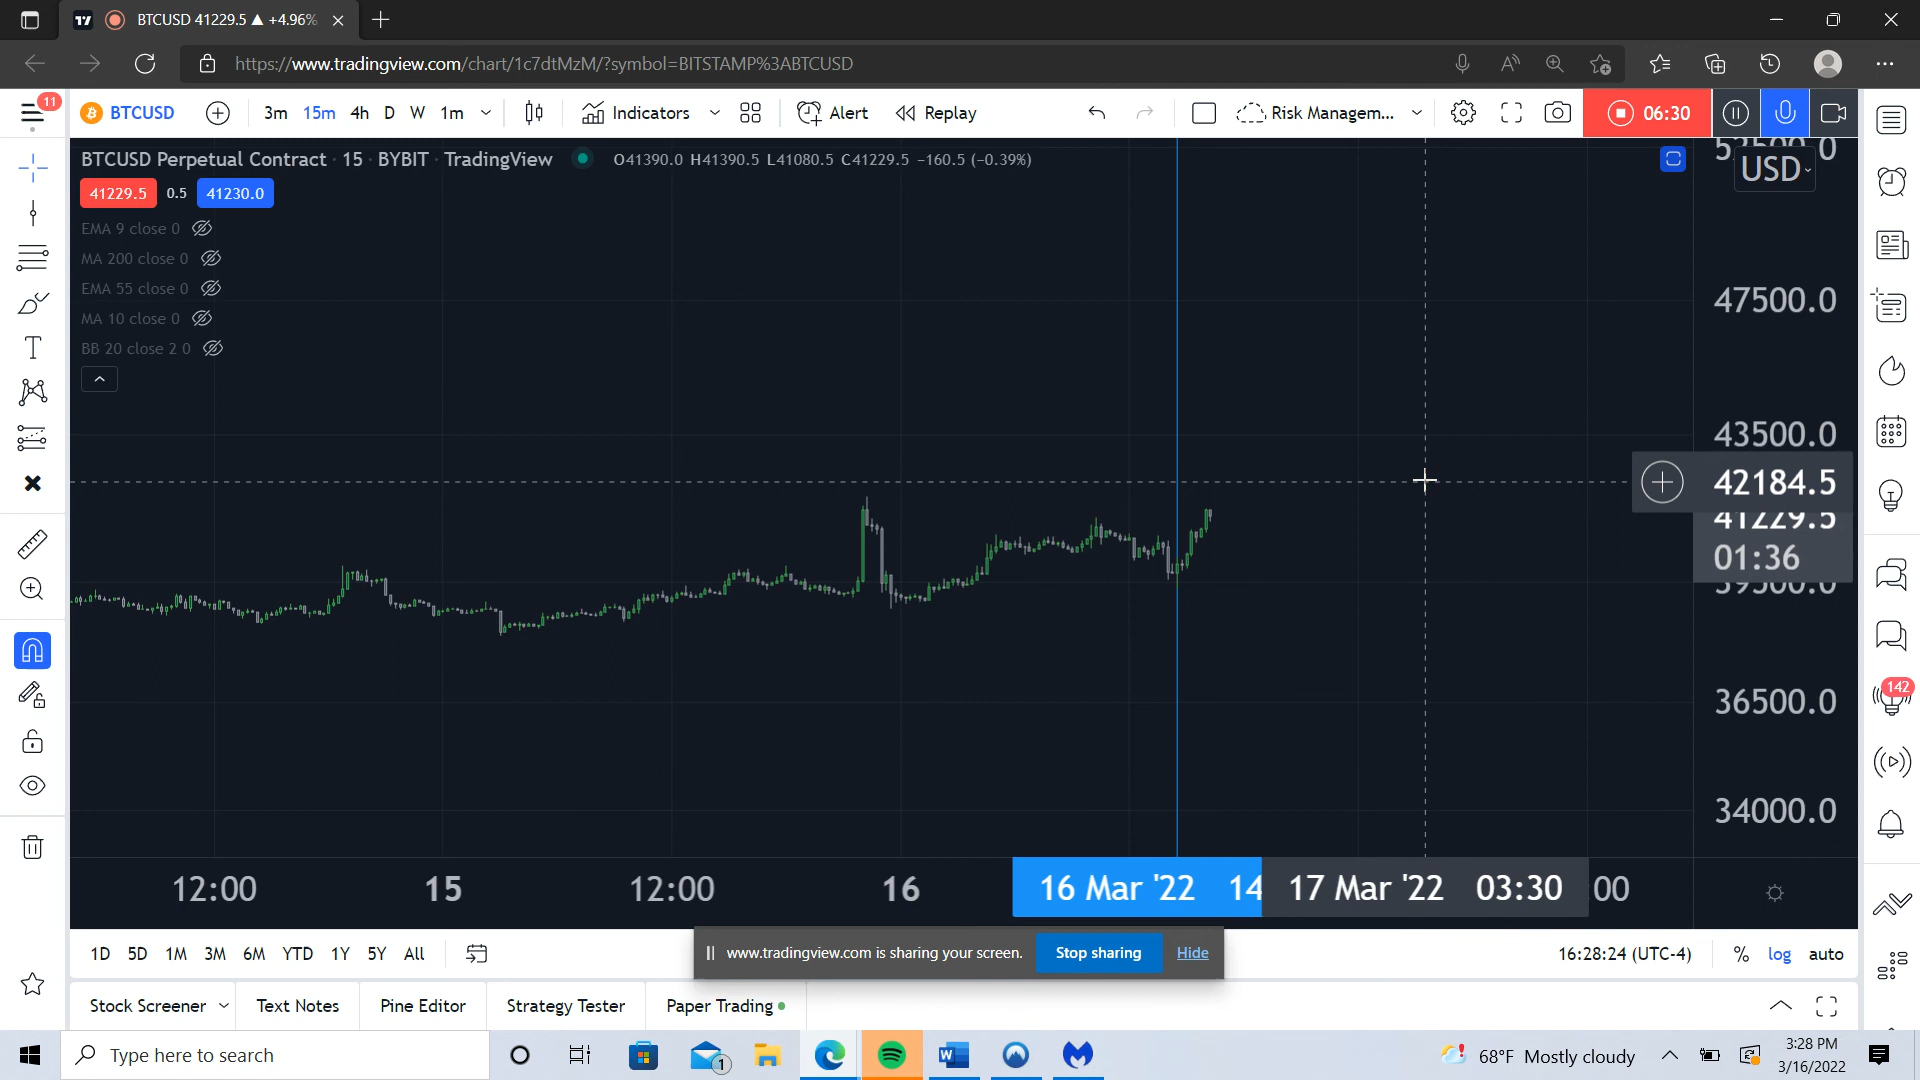 BTCUSD 41229.5 ▲ +4.96%
https://www.tradingview.com/chart/1c7dtMzM/?symbol=BITSTAMP%3ABTCUSD
11
BTCUSD 3m 15m 4h D W 1m Indicators Alert Replay Risk Managem... 06:30
BTCUSD Perpetual Contract · 15 · BYBIT · TradingView O41390.0 H41390.5 L41080.5 C41229.5 −160.5 (−0.39%)
USD
41229.5 0.5 41230.0
EMA 9 close 0
MA 200 close 0
EMA 55 close 0
MA 10 close 0
BB 20 close 2 0
47500.0
43500.0
42184.5
41229.5
01:36
39500.0
36500.0
34000.0
142
12:00 15 12:00 16 16 Mar '22 14 17 Mar '22 03:30 00
1D 5D 1M 3M 6M YTD 1Y 5Y All
www.tradingview.com is sharing your screen. Stop sharing Hide
16:28:24 (UTC-4) % log auto
Stock Screener Text Notes Pine Editor Strategy Tester Paper Trading
Type here to search
1
68°F Mostly cloudy
3:28 PM
3/16/2022